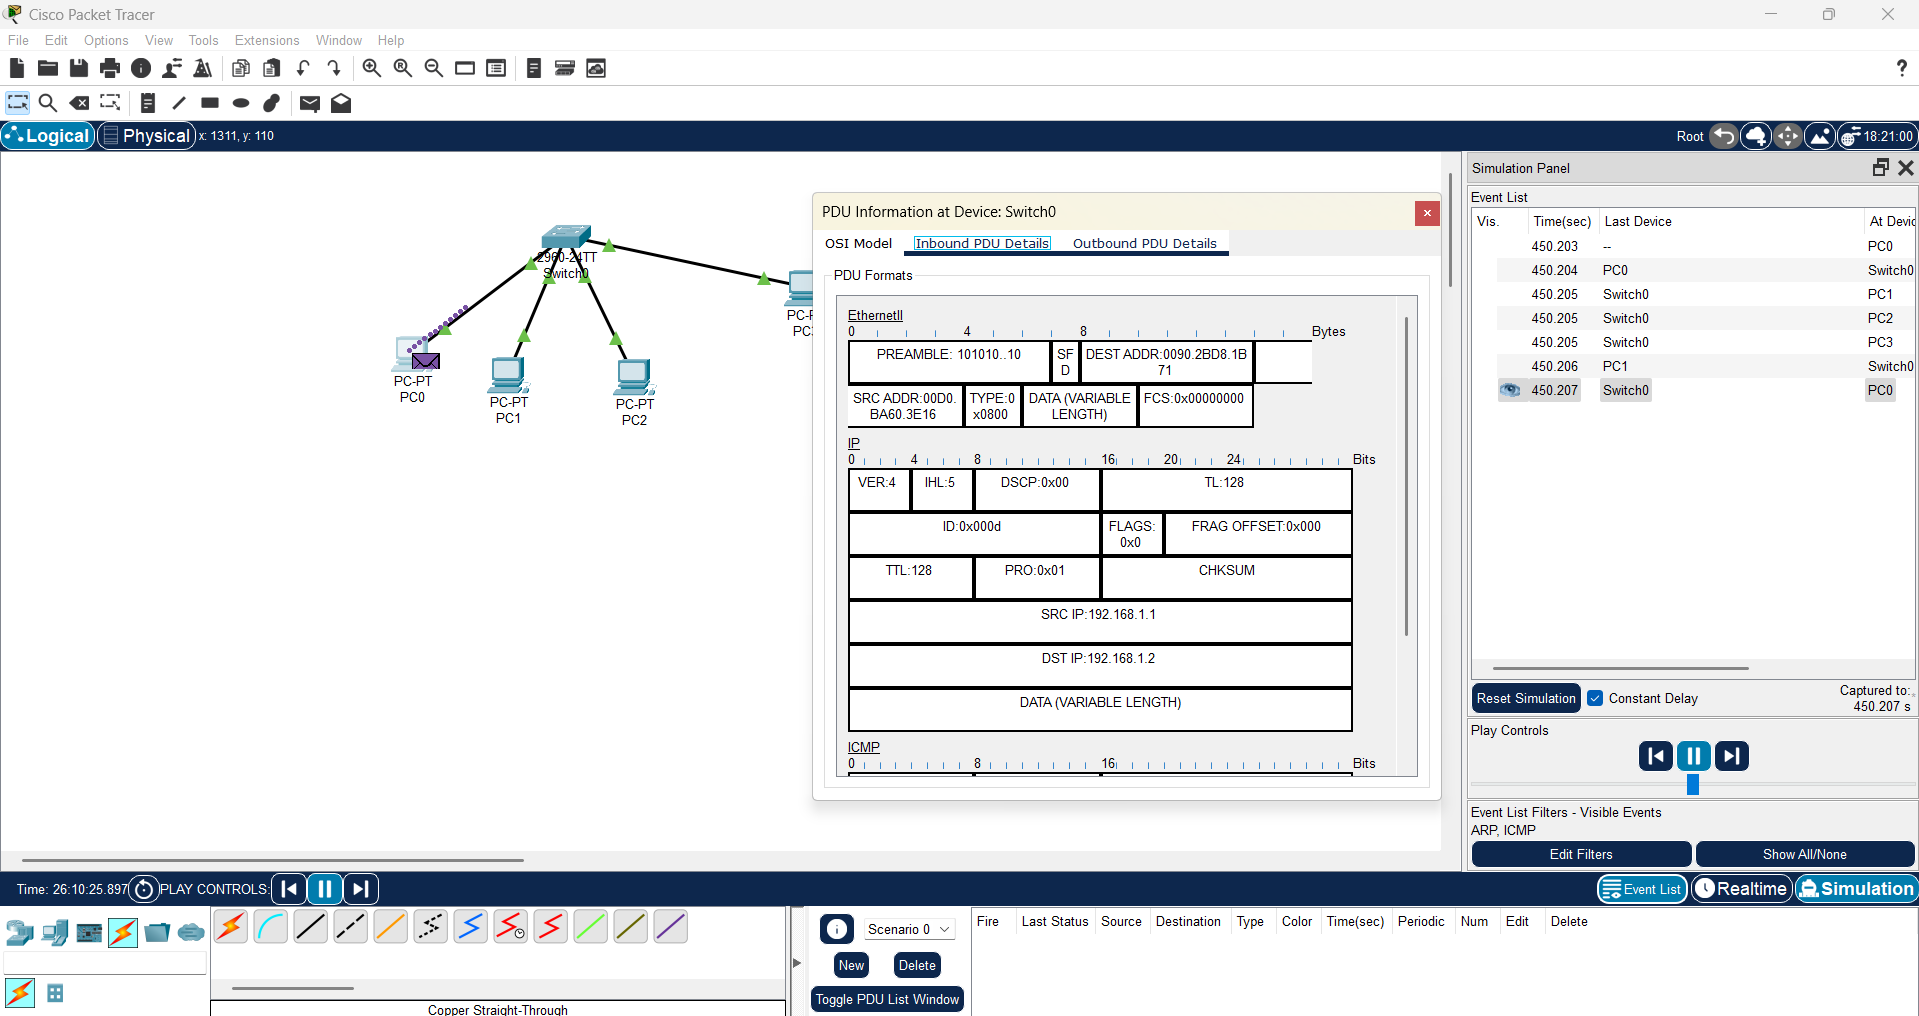 Cisco Packet Tracer
File Edit Options View Tools Extensions Window Help
Logical Physical x: 1311, y: 110 Root 18:21:00
2960-24TT
Switch0
PC-PT
PC0
PC-PT
PC1
PC-PT
PC2
PDU Information at Device: Switch0
OSI Model Inbound PDU Details Outbound PDU Details
PDU Formats
EthernetII
0 4 8 Bytes
PREAMBLE: 101010..10 SF D DEST ADDR:0090.2BD8.1B 71
SRC ADDR:00D0. BA60.3E16 TYPE:0 x0800 DATA (VARIABLE LENGTH) FCS:0x00000000
IP
0 4 8 16 20 24 Bits
VER:4 IHL:5 DSCP:0x00 TL:128
ID:0x000d FLAGS: 0x0 FRAG OFFSET:0x000
TTL:128 PRO:0x01 CHKSUM
SRC IP:192.168.1.1
DST IP:192.168.1.2
DATA (VARIABLE LENGTH)
ICMP
0 8 16 Bits
Simulation Panel
Event List
Vis. Time(sec) Last Device At Devic
450.203 -- PC0
450.204 PC0 Switch0
450.205 Switch0 PC1
450.205 Switch0 PC2
450.205 Switch0 PC3
450.206 PC1 Switch0
450.207 Switch0 PC0
Reset Simulation Constant Delay Captured to:
450.207 s
Play Controls
Event List Filters - Visible Events
ARP, ICMP
Edit Filters Show All/None
Time: 26:10:25.897 PLAY CONTROLS: Event List Realtime Simulation
Scenario 0
New Delete
Toggle PDU List Window
Fire Last Status Source Destination Type Color Time(sec) Periodic Num Edit Delete
Copper Straight-Through